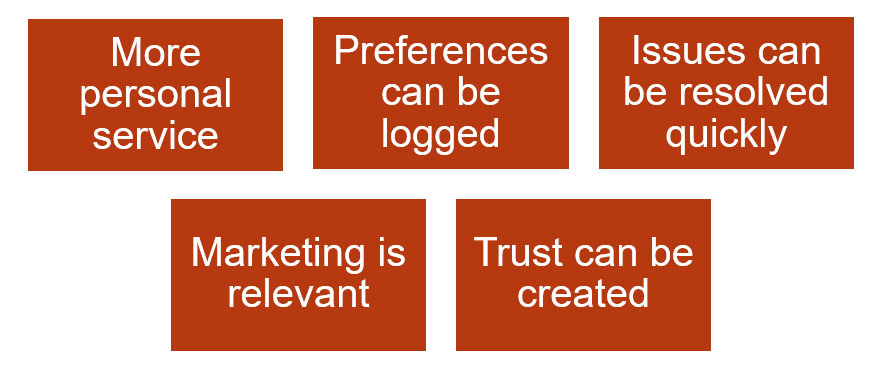 More
personal
service
Preferences
can be
logged
Issues can
be resolved
quickly
Marketing is
relevant
Trust can be
created